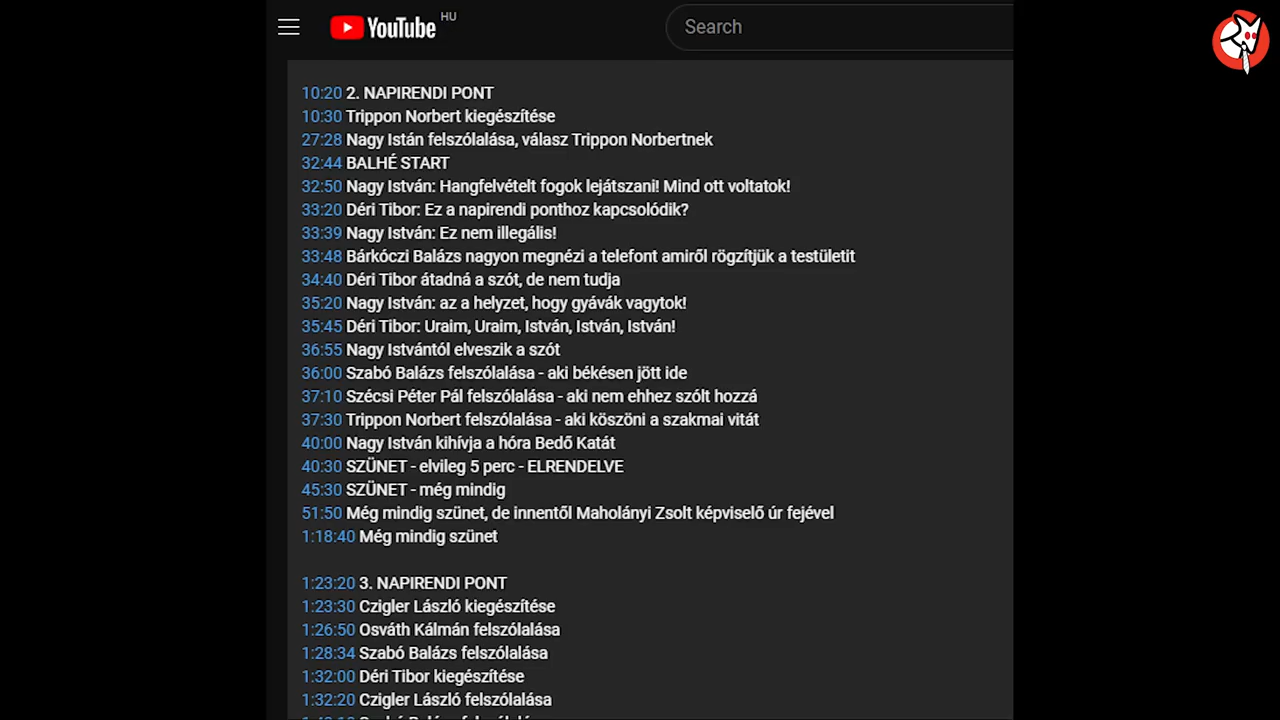 YouTube HU
Search
10:20 2. NAPIRENDI PONT
10:30 Trippon Norbert kiegészítése
27:28 Nagy Istán felszólalása, válasz Trippon Norbertnek
32:44 BALHÉ START
32:50 Nagy István: Hangfelvételt fogok lejátszani! Mind ott voltatok!
33:20 Déri Tibor: Ez a napirendi ponthoz kapcsolódik?
33:39 Nagy István: Ez nem illegális!
33:48 Bárkóczi Balázs nagyon megnézi a telefont amiről rögzítjük a testületit
34:40 Déri Tibor átadná a szót, de nem tudja
35:20 Nagy István: az a helyzet, hogy gyávák vagytok!
35:45 Déri Tibor: Uraim, Uraim, István, István, István!
36:55 Nagy Istvántól elveszik a szót
36:00 Szabó Balázs felszólalása - aki békésen jött ide
37:10 Szécsi Péter Pál felszólalása - aki nem ehhez szólt hozzá
37:30 Trippon Norbert felszólalása - aki köszöni a szakmai vitát
40:00 Nagy István kihívja a hóra Bedő Katát
40:30 SZÜNET - elvileg 5 perc - ELRENDELVE
45:30 SZÜNET - még mindig
51:50 Még mindig szünet, de innentől Maholányi Zsolt képviselő úr fejével
1:18:40 Még mindig szünet
1:23:20 3. NAPIRENDI PONT
1:23:30 Czigler László kiegészítése
1:26:50 Osváth Kálmán felszólalása
1:28:34 Szabó Balázs felszólalása
1:32:00 Déri Tibor kiegészítése
1:32:20 Czigler László felszólalása